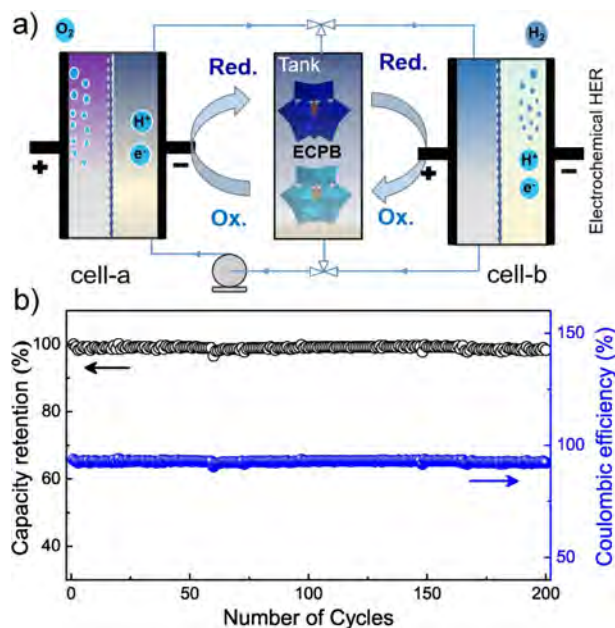 a)
O₂
H₂
Red.
Tank
Red.
H⁺
e⁻
+
−
ECPB
+
H⁺
e⁻
−
Electrochemical HER
Ox.
Ox.
cell-a
cell-b
b)
Capacity retention (%)
100
80
60
40
150
100
50
Coulombic efficiency (%)
0
50
100
150
200
Number of Cycles